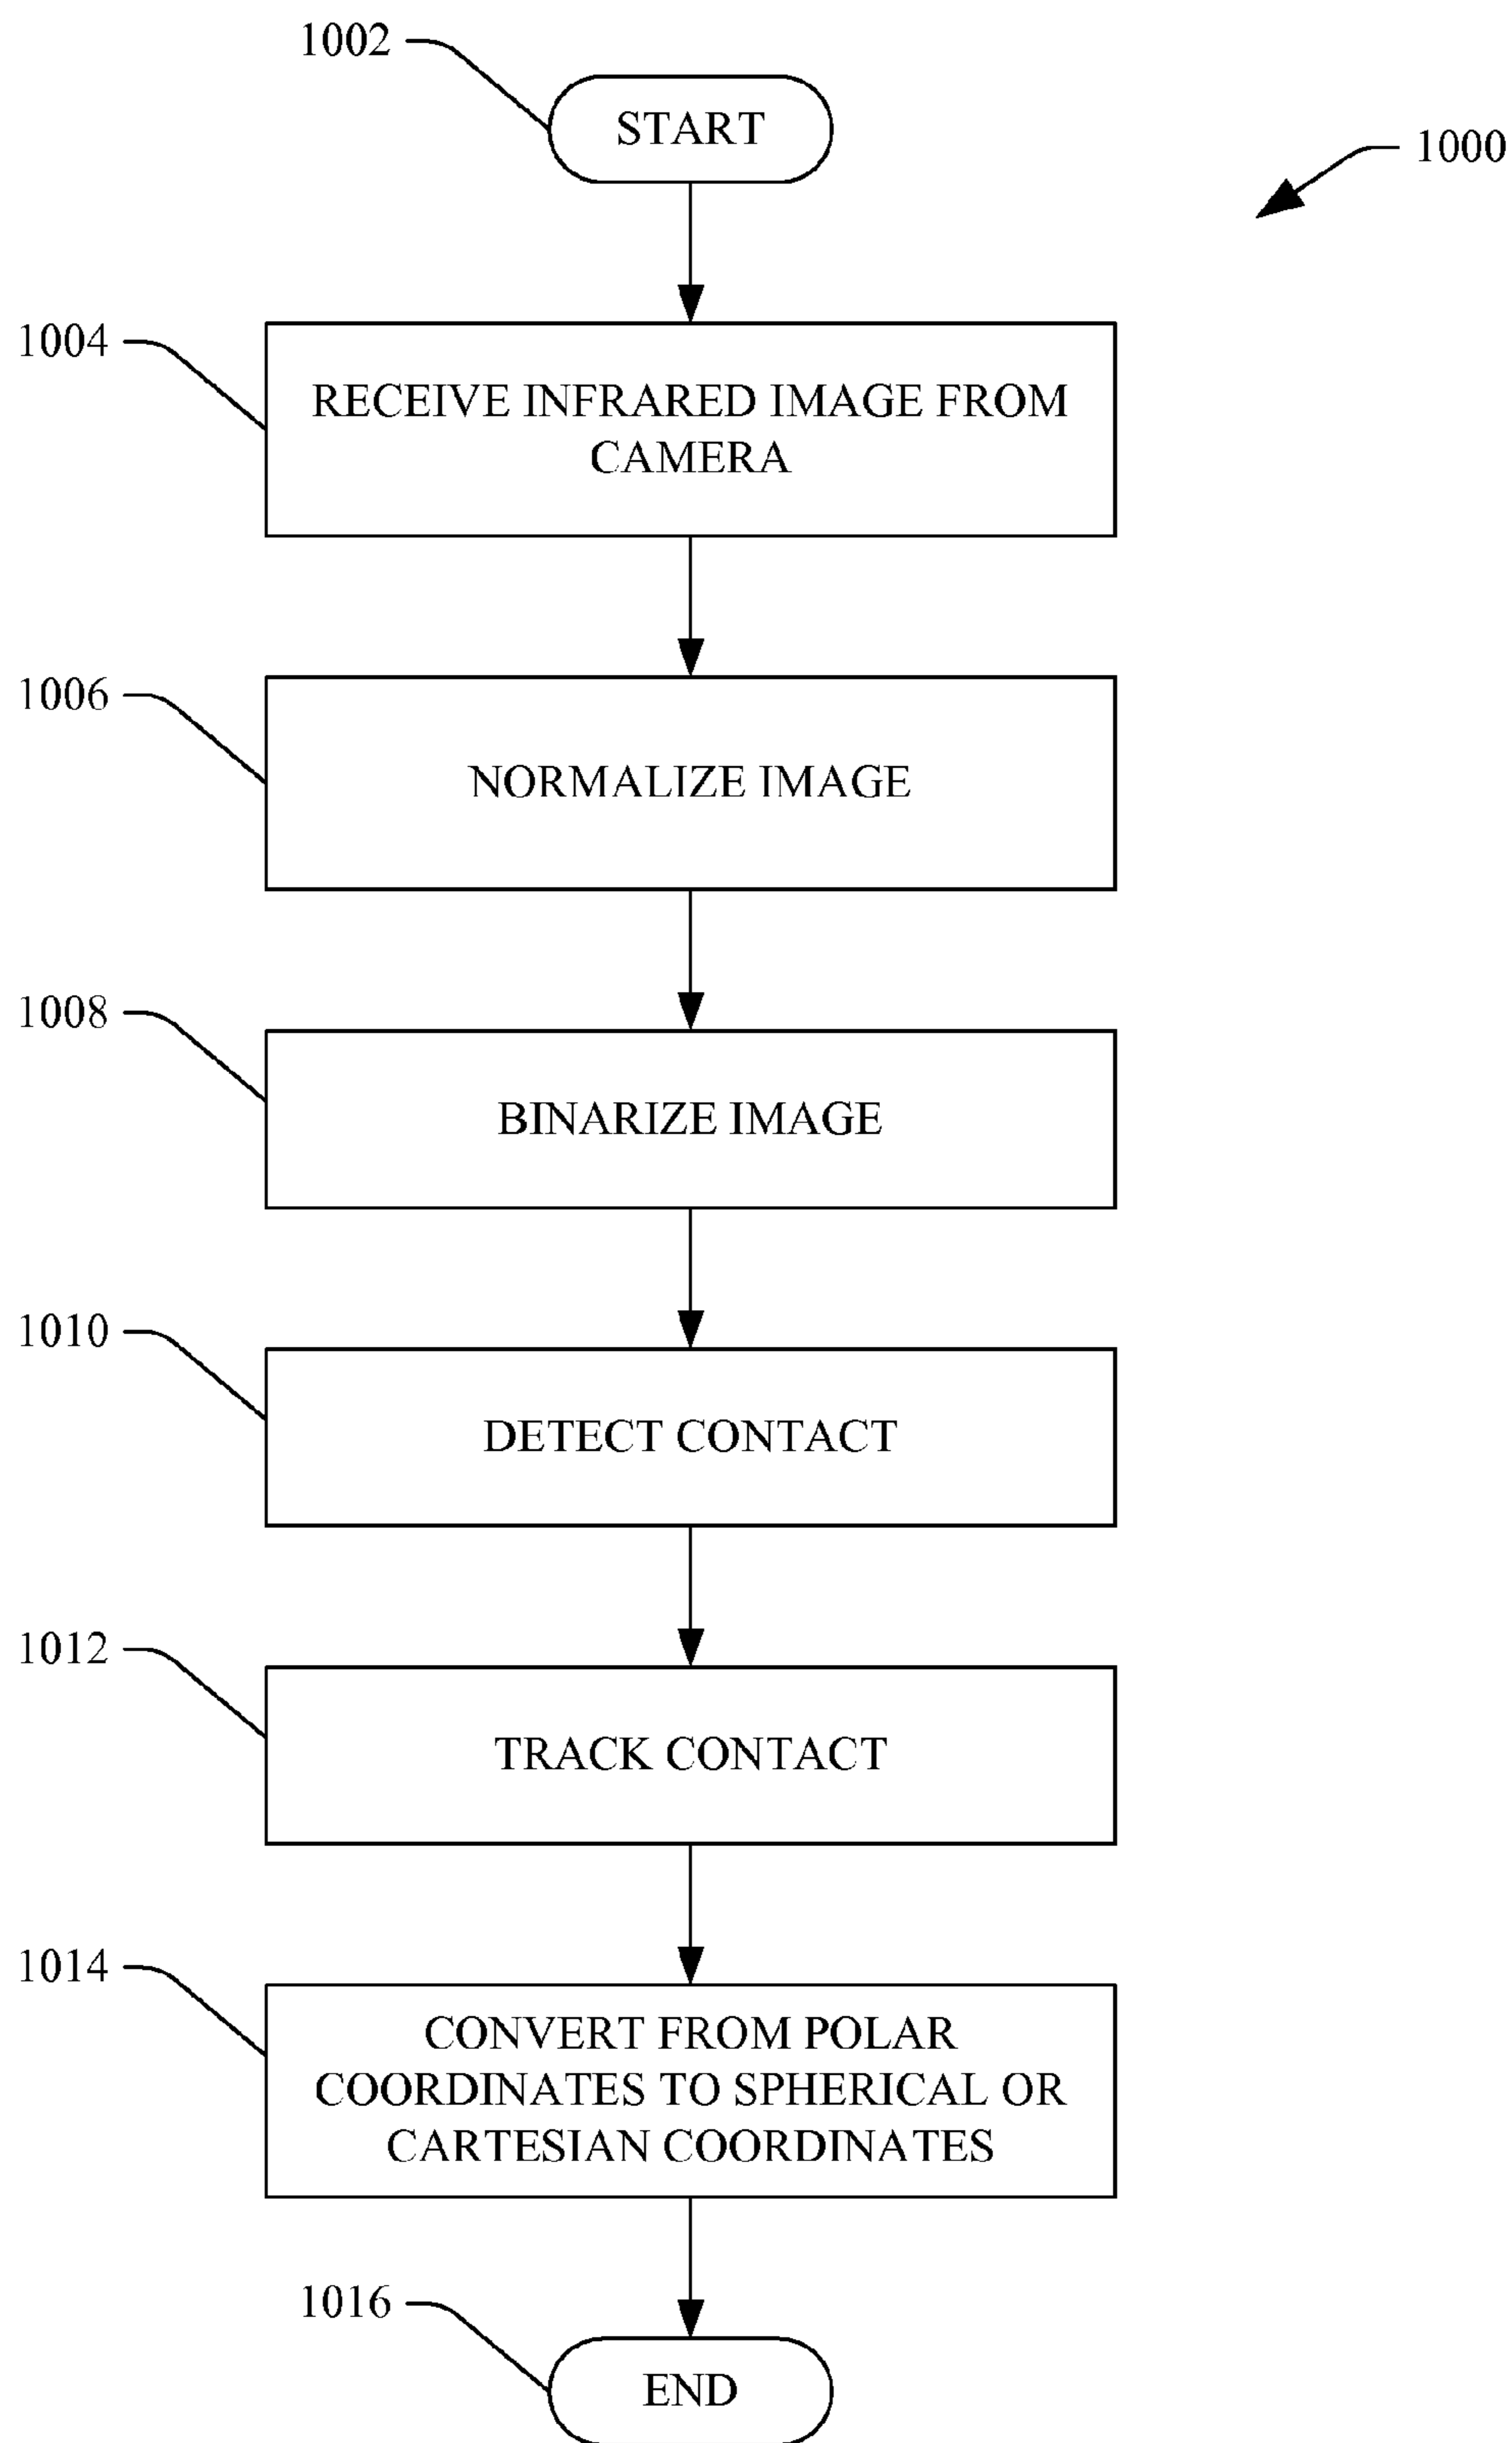 1002
START
1000
1004
RECEIVE INFRARED IMAGE FROM
CAMERA
1006
NORMALIZE IMAGE
1008
BINARIZE IMAGE
1010
DETECT CONTACT
1012
TRACK CONTACT
1014
CONVERT FROM POLAR
COORDINATES TO SPHERICAL OR
CARTESIAN COORDINATES
1016
END